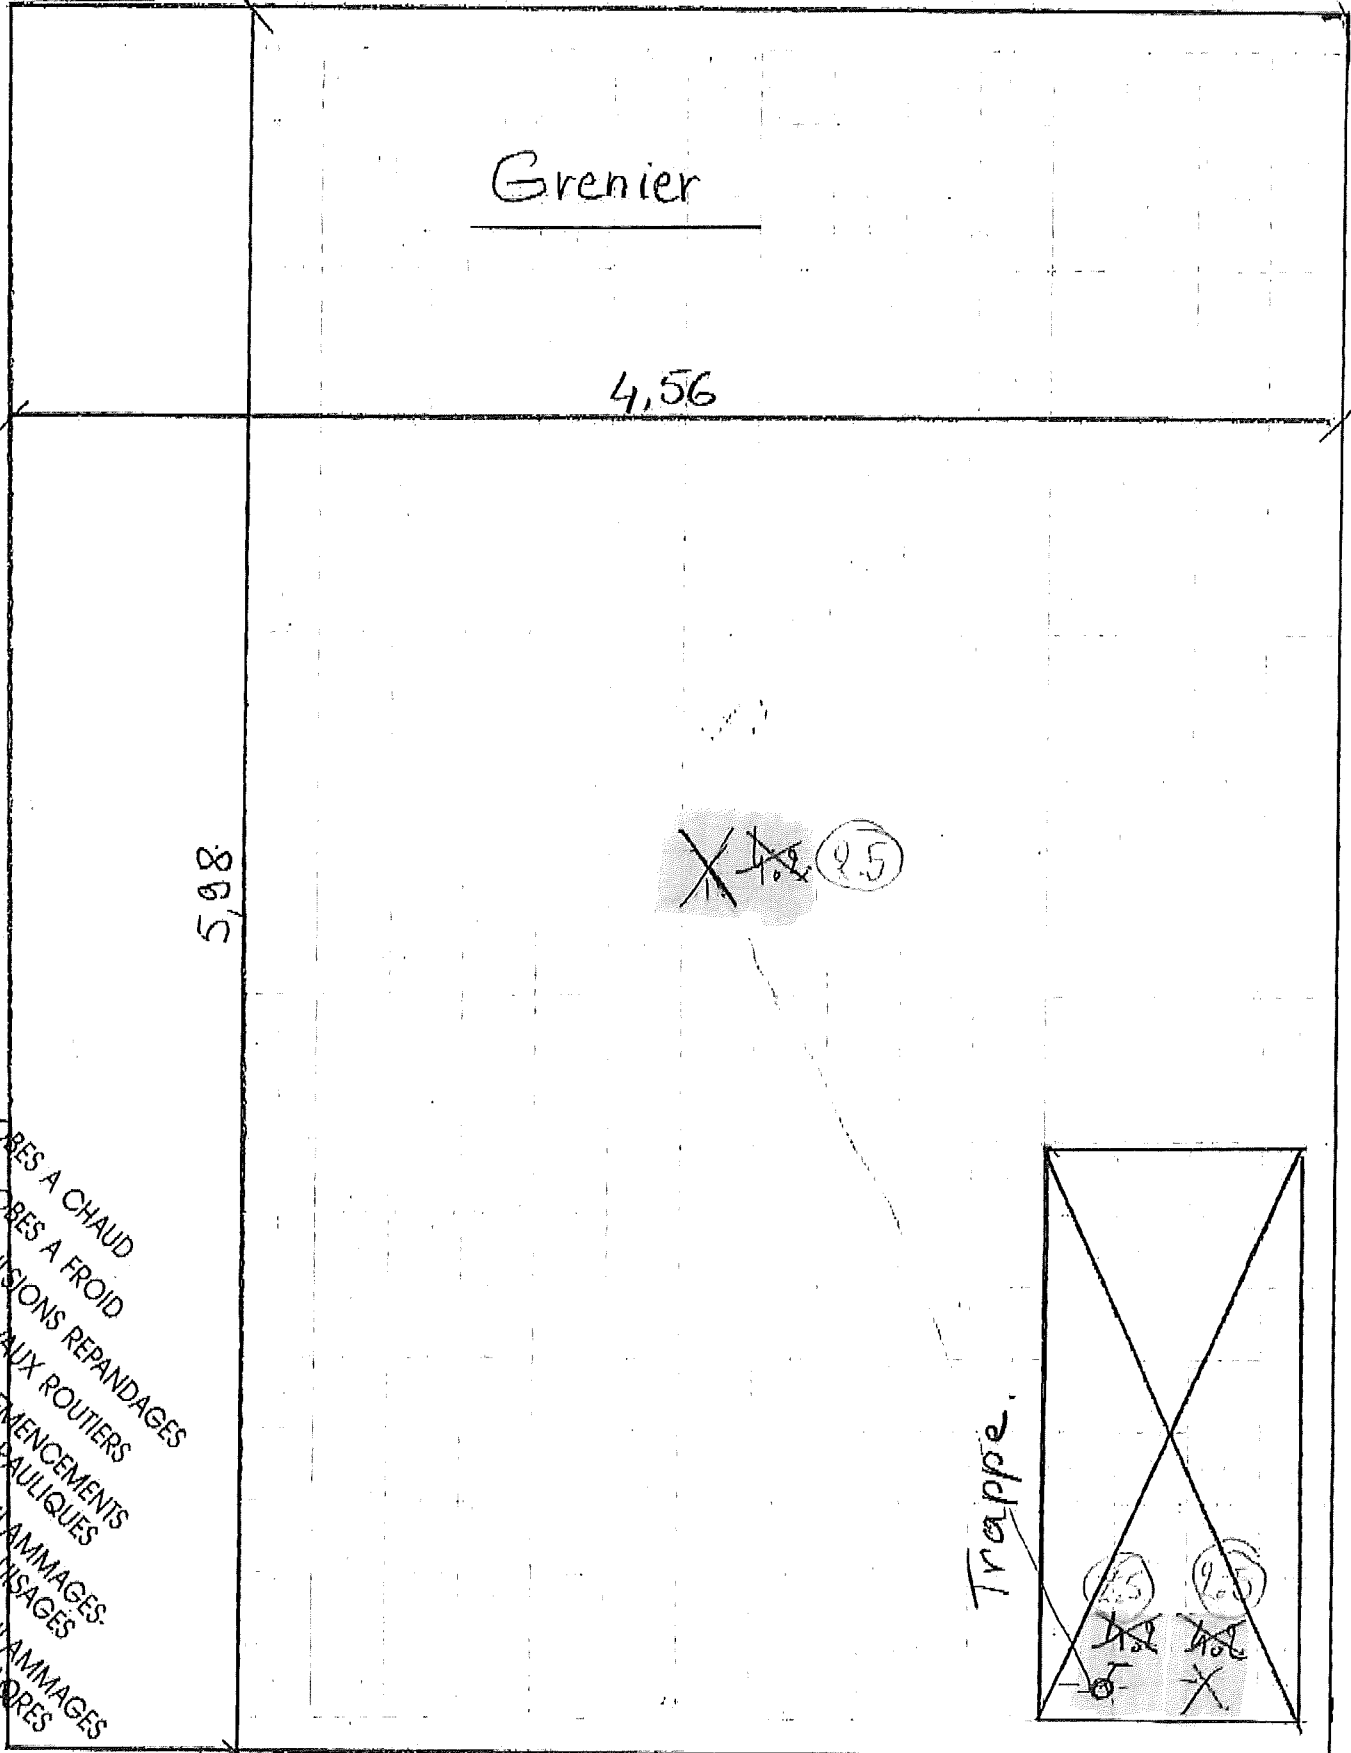 Grenier
4,56
5,98
4.2 2.5
BES A CHAUD
BES A FROID
SIONS REPANDAGES
AUX ROUTIERS
MENCEMENTS
AULIQUES
AMMAGES-
ISAGES
AMMAGES
ORES
Trappe.
2.5 2.5
4.2 4.2